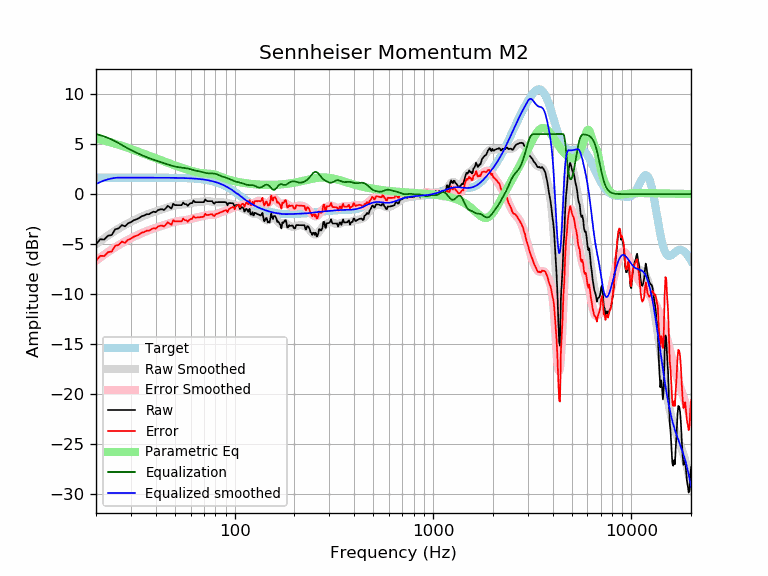 Sennheiser Momentum M2
Amplitude (dBr)
10
5
0
−5
−10
−15
−20
−25
−30
Target
Raw Smoothed
Error Smoothed
Raw
Error
Parametric Eq
Equalization
Equalized smoothed
100
1000
10000
Frequency (Hz)